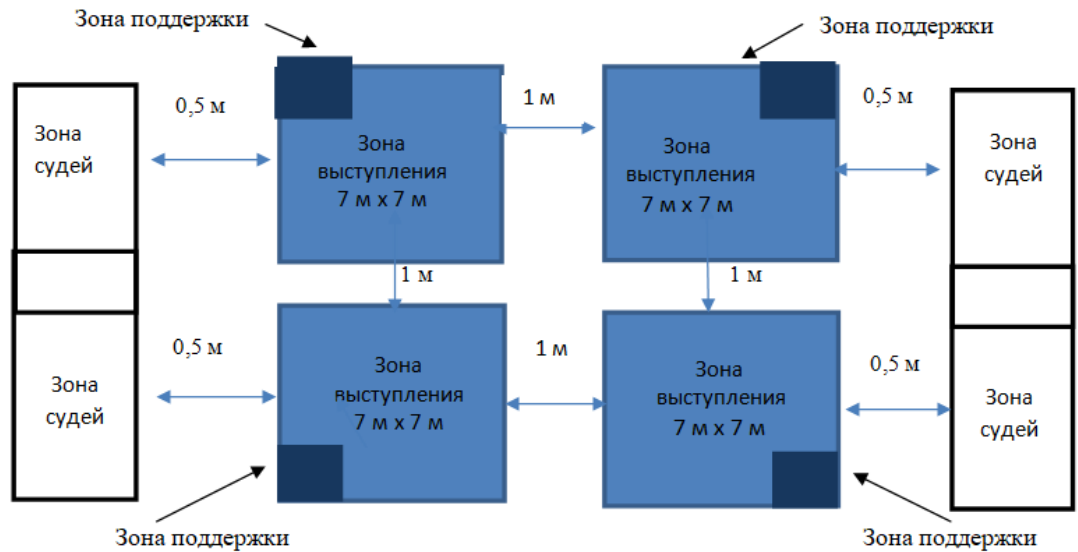 Зона поддержки
Зона поддержки
0,5 м
1 м
0,5 м
Зона
судей
Зона
выступления
7 м х 7 м
Зона
выступления
7 м х 7 м
Зона
судей
1 м
1 м
0,5 м
1 м
0,5 м
Зона
судей
Зона
выступления
7 м х 7 м
Зона
выступления
7 м х 7 м
Зона
судей
Зона поддержки
Зона поддержки